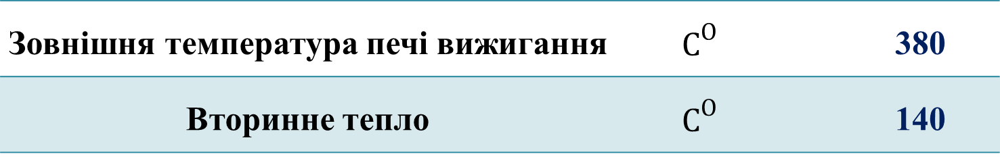 Зовнішня температура печі вижигання C⁰ 380
Вторинне тепло C⁰ 140